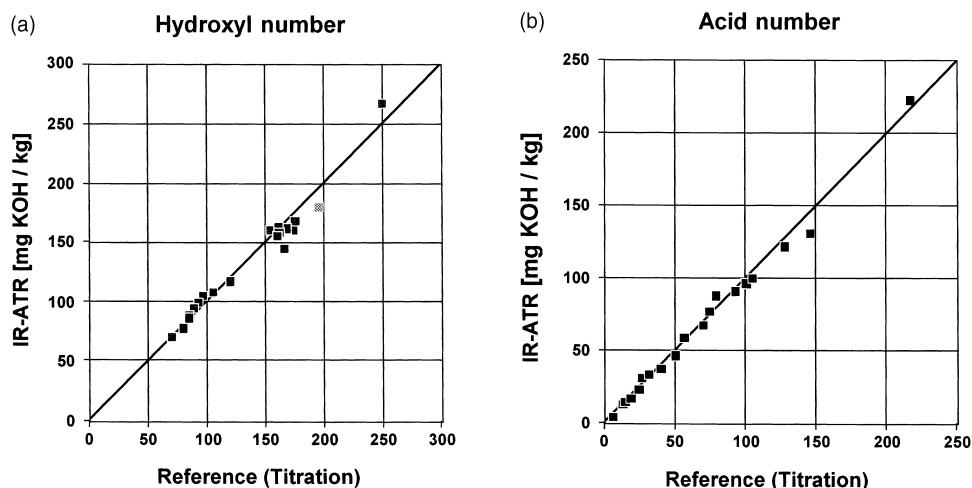 (a)
Hydroxyl number
300
250
200
150
100
50
0
IR-ATR [mg KOH / kg]
0 50 100 150 200 250 300
Reference (Titration)
(b)
Acid number
250
200
150
100
50
0
IR-ATR [mg KOH / kg]
0 50 100 150 200 250
Reference (Titration)